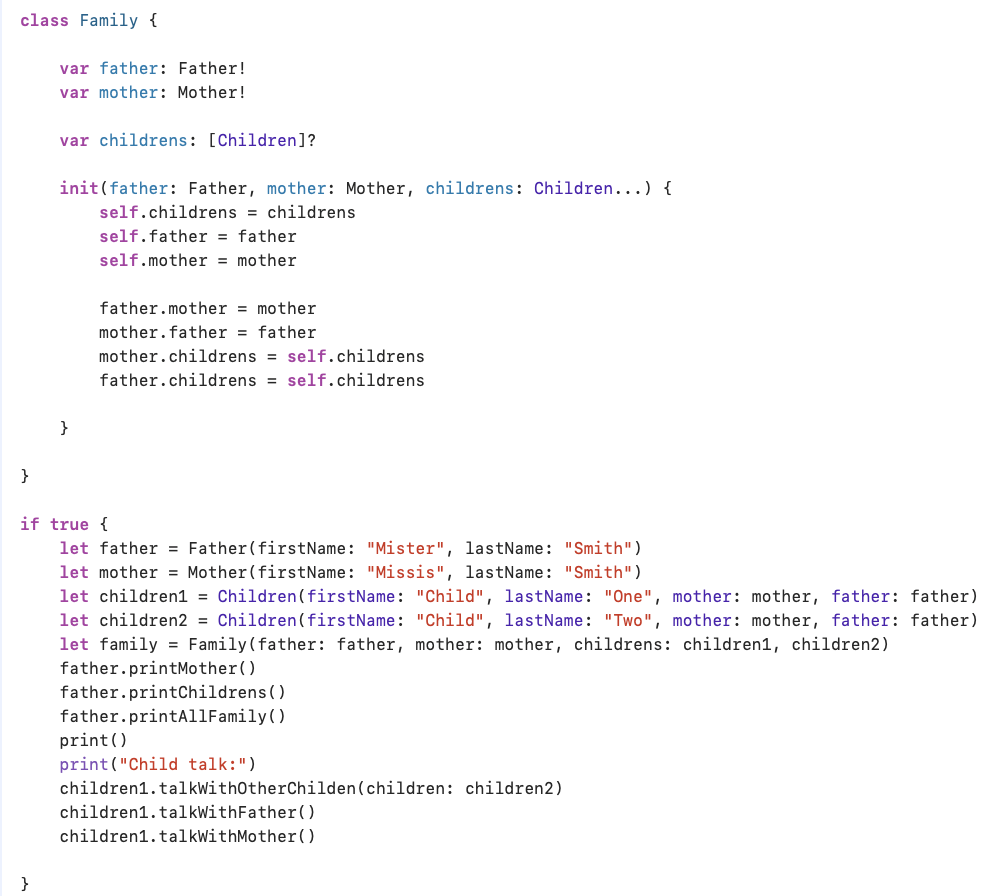 class Family {
    var father: Father!
    var mother: Mother!
    var childrens: [Children]?
    init(father: Father, mother: Mother, childrens: Children...) {
        self.childrens = childrens
        self.father = father
        self.mother = mother
        father.mother = mother
        mother.father = father
        mother.childrens = self.childrens
        father.childrens = self.childrens
    }
}
if true {
    let father = Father(firstName: "Mister", lastName: "Smith")
    let mother = Mother(firstName: "Missis", lastName: "Smith")
    let children1 = Children(firstName: "Child", lastName: "One", mother: mother, father: father)
    let children2 = Children(firstName: "Child", lastName: "Two", mother: mother, father: father)
    let family = Family(father: father, mother: mother, childrens: children1, children2)
    father.printMother()
    father.printChildrens()
    father.printAllFamily()
    print()
    print("Child talk:")
    children1.talkWithOtherChilden(children: children2)
    children1.talkWithFather()
    children1.talkWithMother()
}